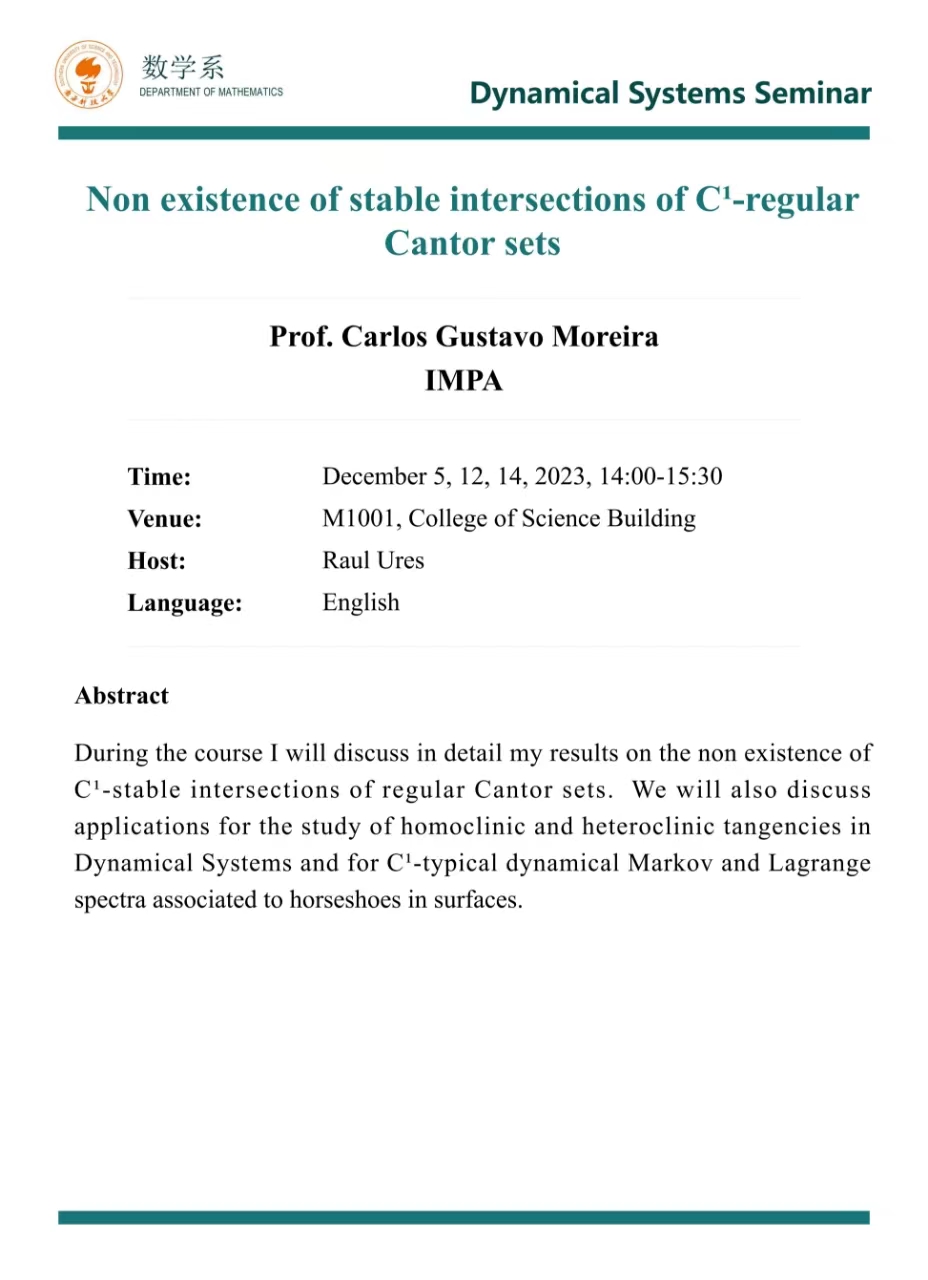 数学系
DEPARTMENT OF MATHEMATICS
Dynamical Systems Seminar
Non existence of stable intersections of C¹-regular
Cantor sets
Prof. Carlos Gustavo Moreira
IMPA
Time: December 5, 12, 14, 2023, 14:00-15:30
Venue: M1001, College of Science Building
Host: Raul Ures
Language: English
Abstract
During the course I will discuss in detail my results on the non existence of
C¹-stable intersections of regular Cantor sets. We will also discuss
applications for the study of homoclinic and heteroclinic tangencies in
Dynamical Systems and for C¹-typical dynamical Markov and Lagrange
spectra associated to horseshoes in surfaces.